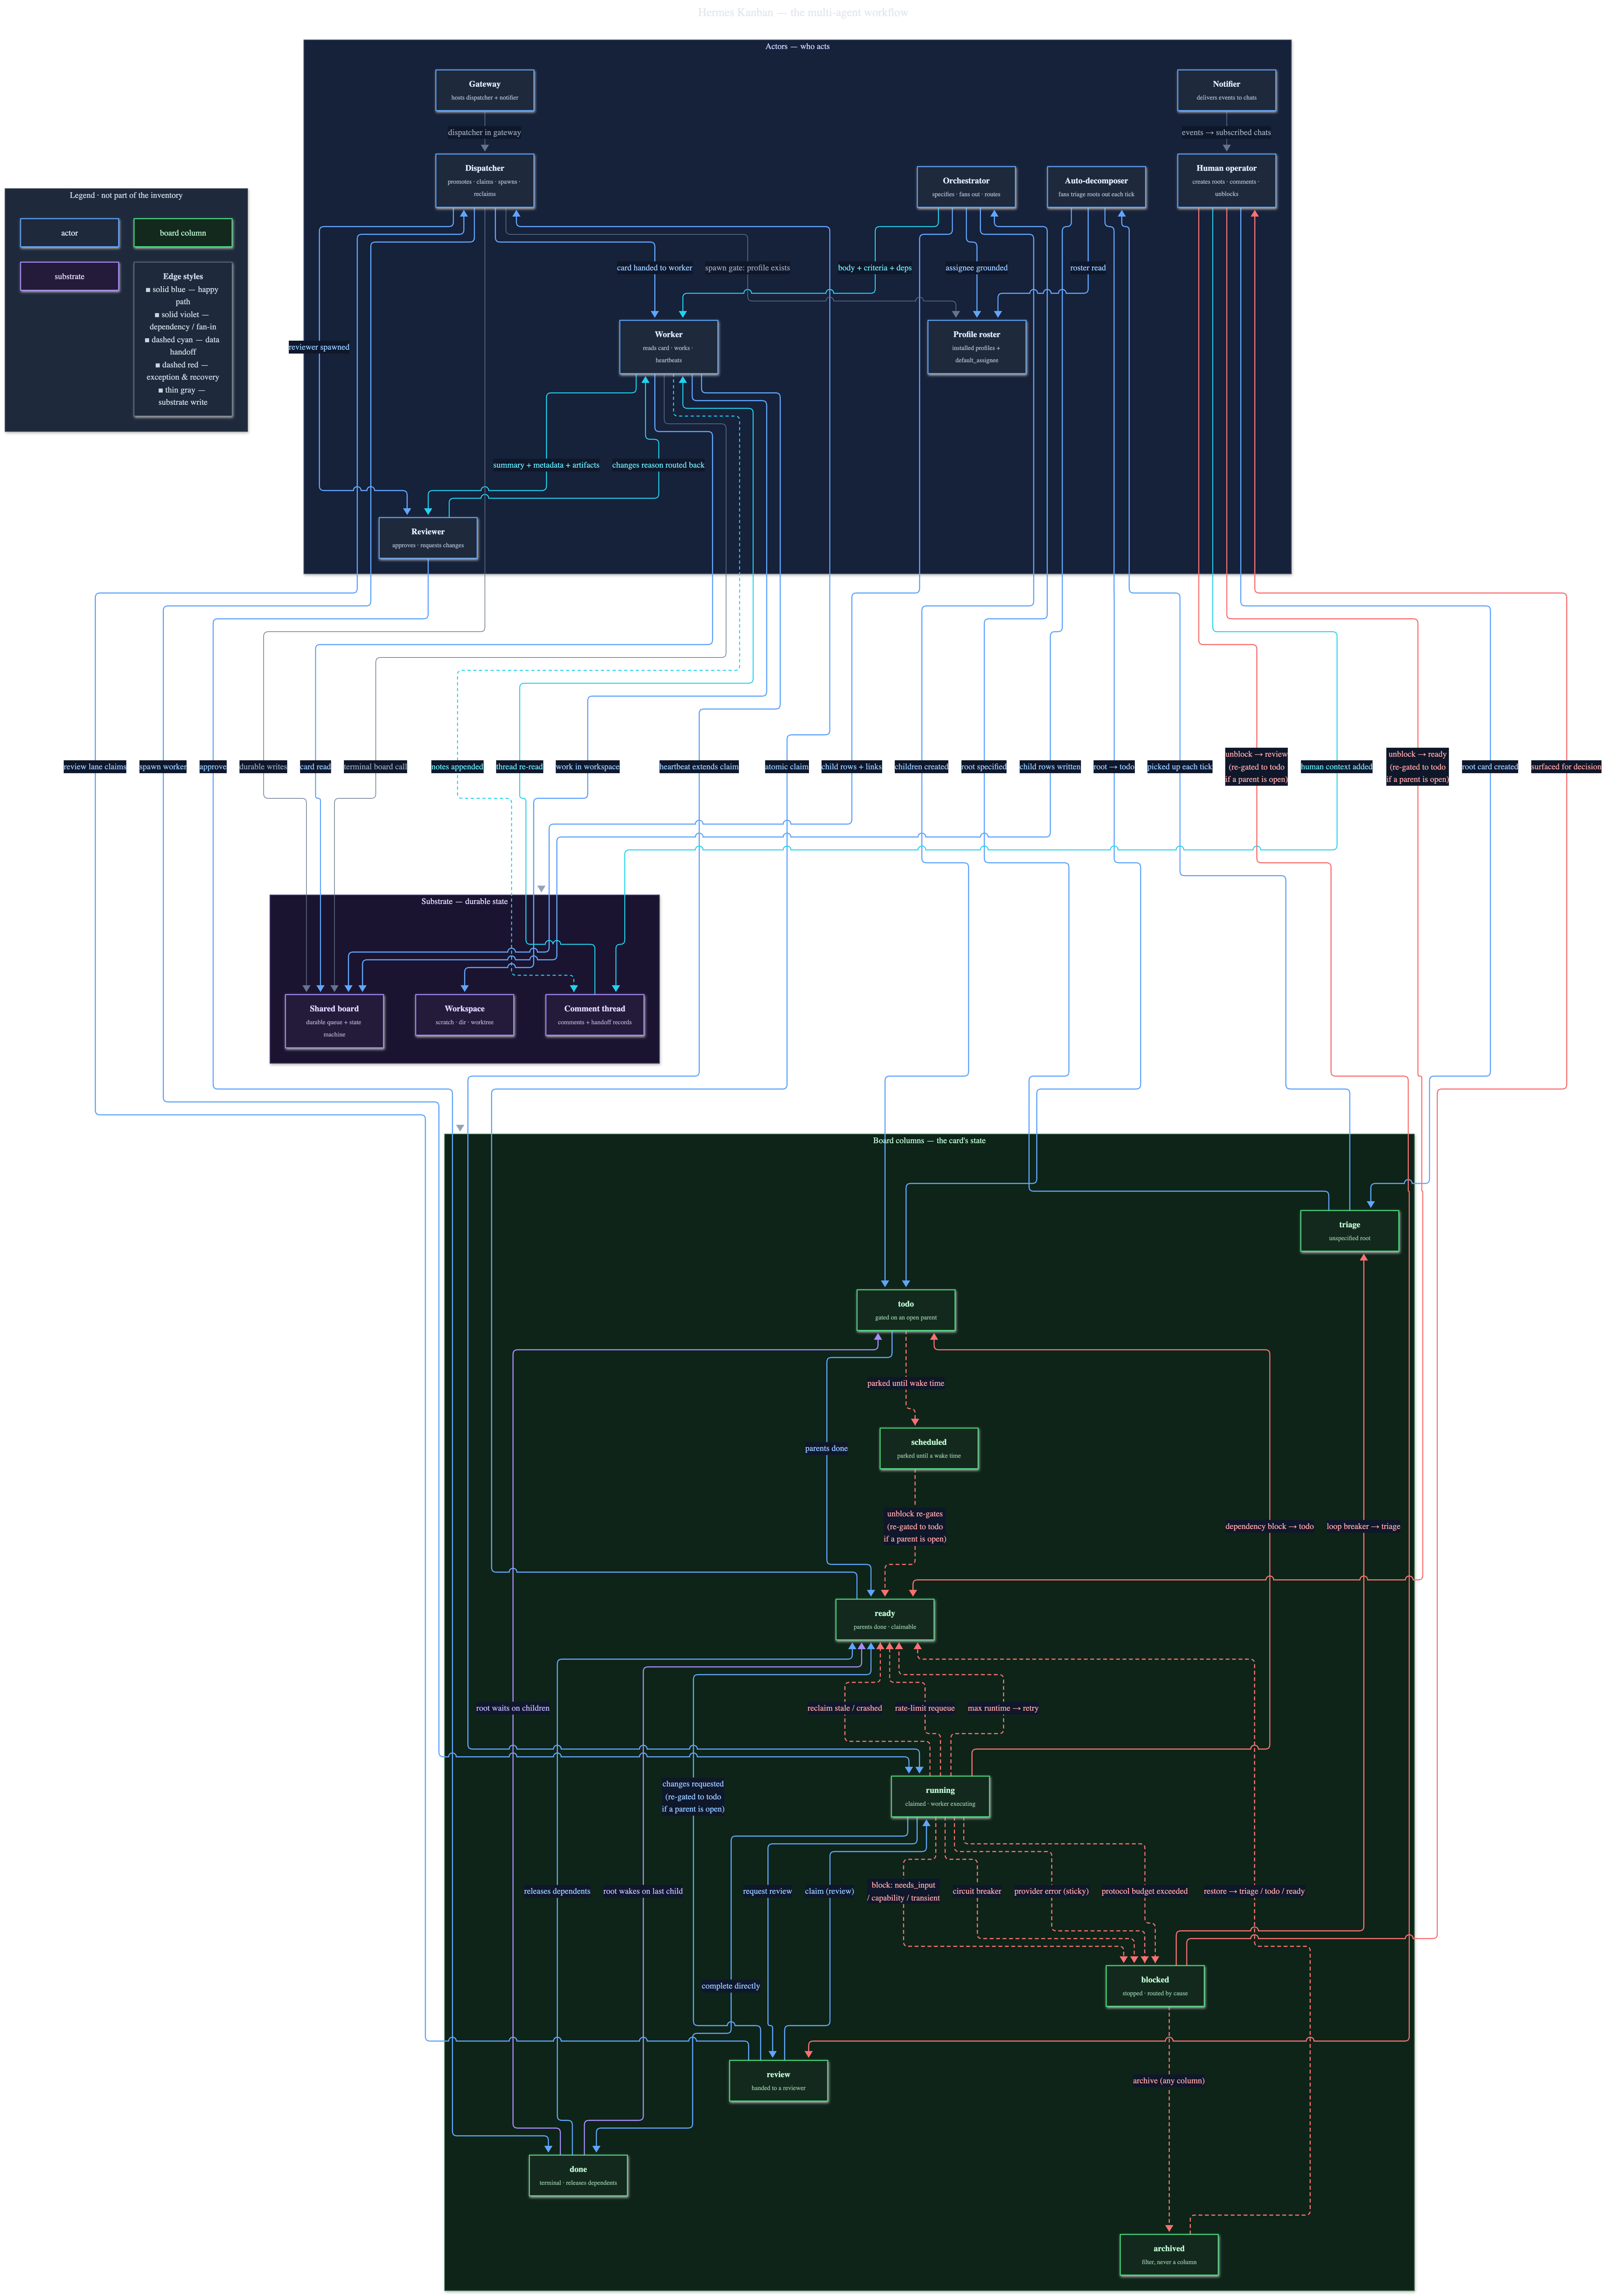 Hermes Kanban — the multi-agent workflow
Actors — who acts
Gateway
hosts dispatcher + notifier
Notifier
delivers events to chats
dispatcher in gateway
events → subscribed chats
Dispatcher
promotes · claims · spawns ·
reclaims
Orchestrator
specifies · fans out · routes
Auto-decomposer
fans triage roots out each tick
Human operator
creates roots · comments ·
unblocks
Legend · not part of the inventory
actor
board column
substrate
Edge styles
■ solid blue — happy
path
■ solid violet —
dependency / fan-in
■ dashed cyan — data
handoff
■ dashed red —
exception & recovery
■ thin gray —
substrate write
card handed to worker
spawn gate: profile exists
body + criteria + deps
assignee grounded
roster read
reviewer spawned
Worker
reads card · works ·
heartbeats
Profile roster
installed profiles +
default_assignee
summary + metadata + artifacts
changes reason routed back
Reviewer
approves · requests changes
review lane claims
spawn worker
approve
durable writes
card read
terminal board call
notes appended
thread re-read
work in workspace
heartbeat extends claim
atomic claim
child rows + links
children created
root specified
child rows written
root → todo
picked up each tick
unblock → review
(re-gated to todo
if a parent is open)
human context added
unblock → ready
(re-gated to todo
if a parent is open)
root card created
surfaced for decision
Substrate — durable state
Shared board
durable queue + state
machine
Workspace
scratch · dir · worktree
Comment thread
comments + handoff records
Board columns — the card's state
triage
unspecified root
todo
gated on an open parent
parked until wake time
scheduled
parked until a wake time
parents done
unblock re-gates
(re-gated to todo
if a parent is open)
dependency block → todo
loop breaker → triage
ready
parents done · claimable
root waits on children
reclaim stale / crashed
rate-limit requeue
max runtime → retry
running
claimed · worker executing
changes requested
(re-gated to todo
if a parent is open)
releases dependents
root wakes on last child
request review
claim (review)
block: needs_input
/ capability / transient
circuit breaker
provider error (sticky)
protocol budget exceeded
restore → triage / todo / ready
complete directly
blocked
stopped · routed by cause
review
handed to a reviewer
archive (any column)
done
terminal · releases dependents
archived
filter, never a column